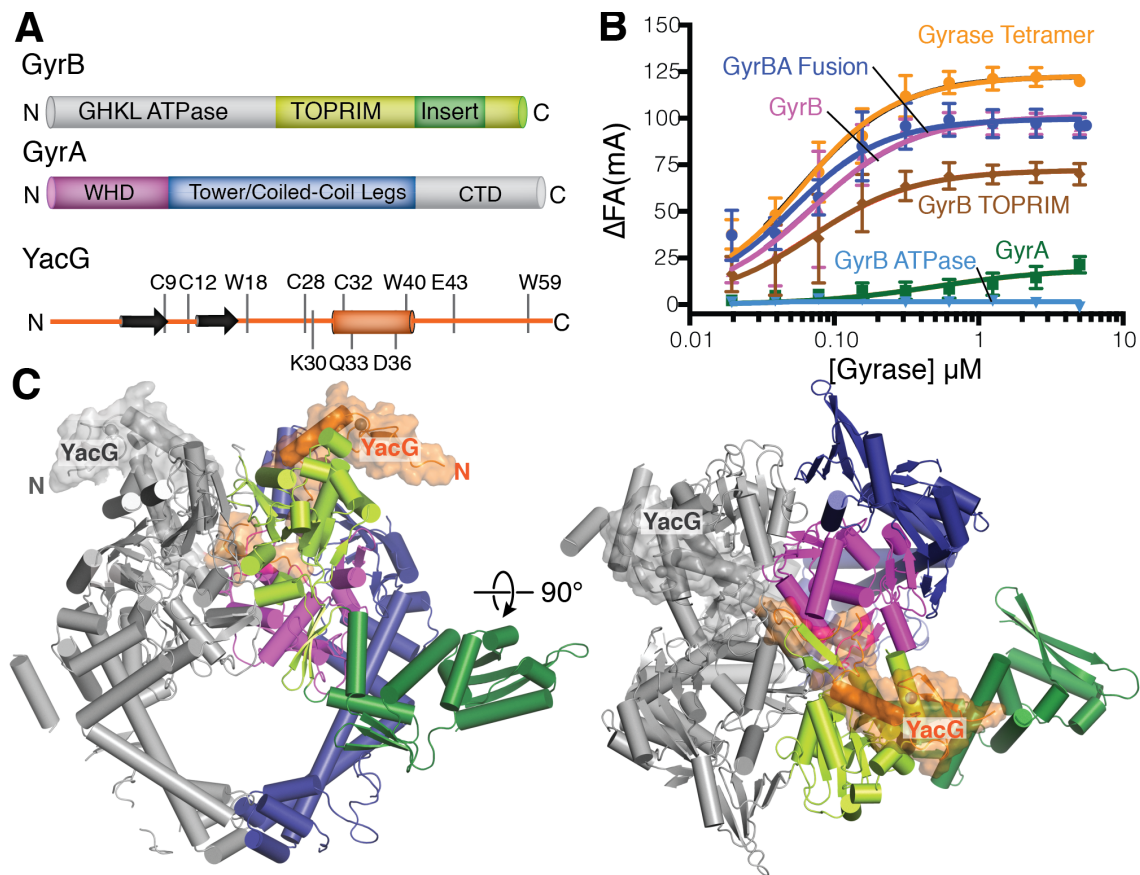 A
GyrB
N GHKL ATPase TOPRIM Insert C
GyrA
N WHD Tower/Coiled-Coil Legs CTD C
YacG
C9 C12 W18 C28 C32 W40 E43 W59
N C
K30 Q33 D36
B
150
125
100
75
50
25
0
ΔFA(mA)
Gyrase Tetramer
GyrBA Fusion
GyrB
GyrB TOPRIM
GyrB ATPase
GyrA
0.01 0.10 1 10
[Gyrase] µM
C
YacG
N
YacG
N
90°
YacG
YacG